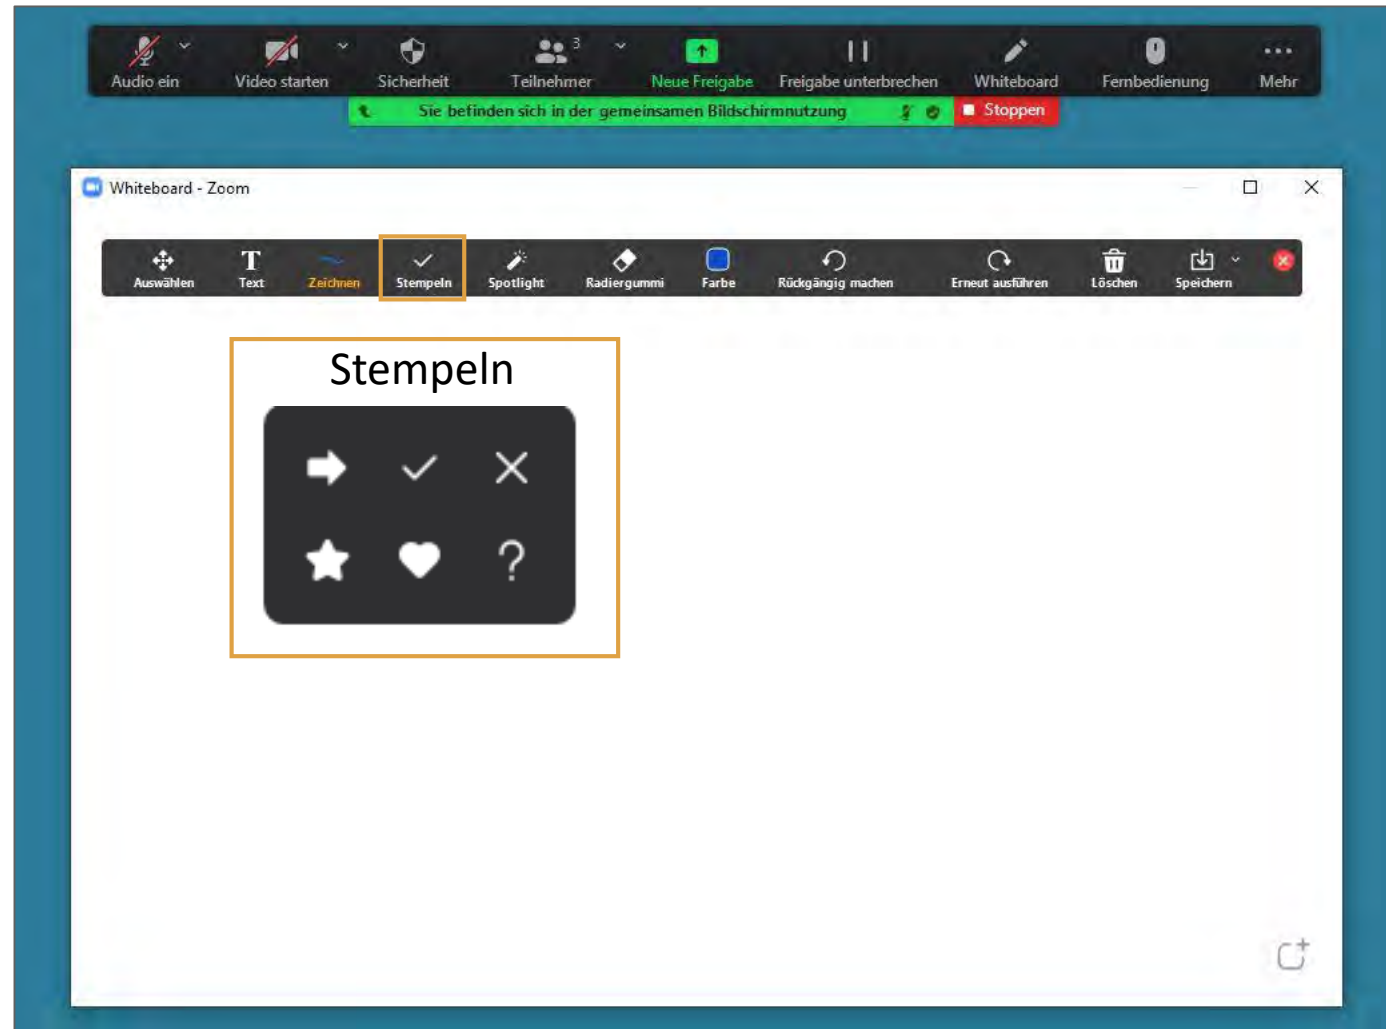 3
Audio ein Video starten Sicherheit Teilnehmer Neue Freigabe Freigabe unterbrechen Whiteboard Fernbedienung Mehr
Sie befinden sich in der gemeinsamen Bildschirmnutzung Stoppen
Whiteboard - Zoom
Auswählen Text Zeichnen Stempeln Spotlight Radiergummi Farbe Rückgängig machen Erneut ausführen Löschen Speichern
Stempeln